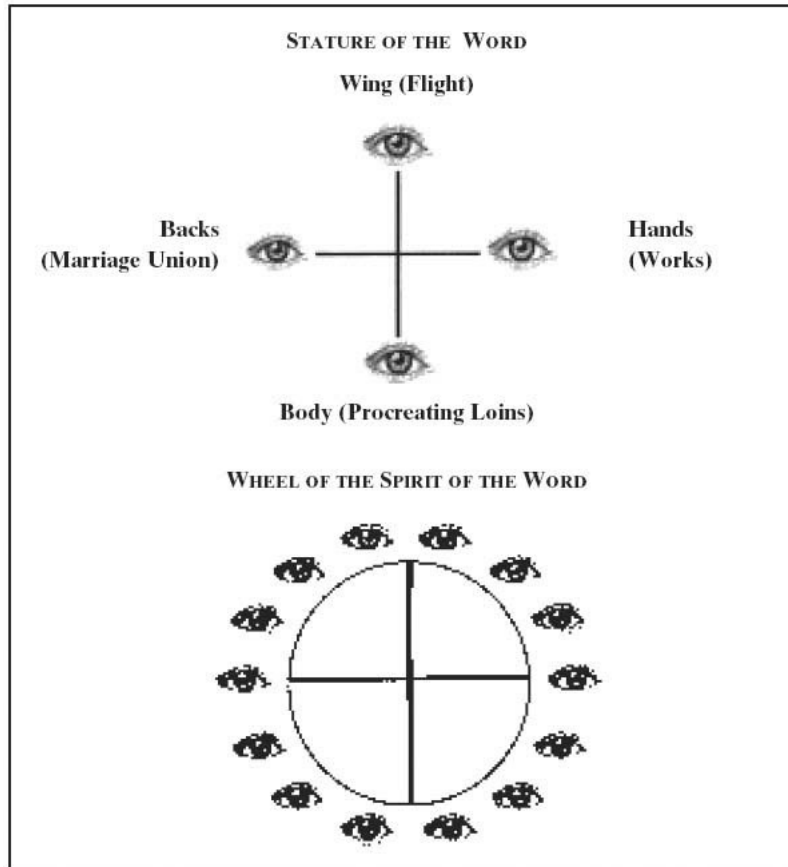 STATURE OF THE WORD
Wing (Flight)
Backs
(Marriage Union)
Hands
(Works)
Body (Procreating Loins)
WHEEL OF THE SPIRIT OF THE WORD